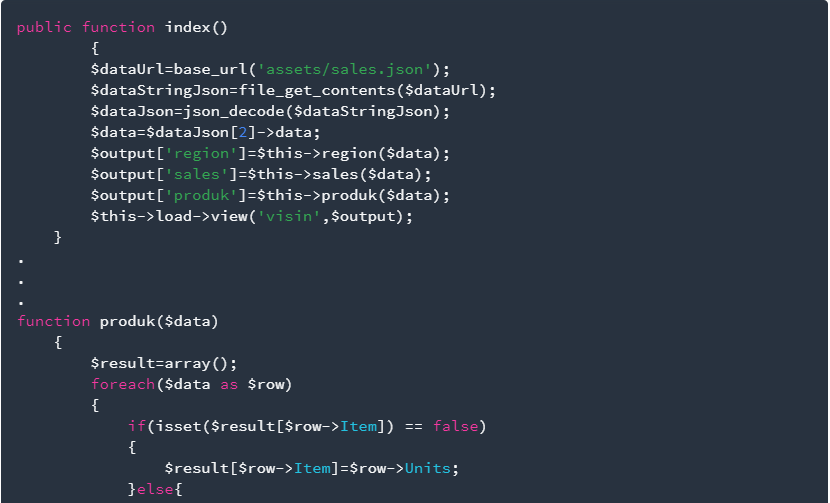 public function index()
{
$dataUrl=base_url('assets/sales.json');
$dataStringJson=file_get_contents($dataUrl);
$dataJson=json_decode($dataStringJson);
$data=$dataJson[2]->data;
$output['region']=$this->region($data);
$output['sales']=$this->sales($data);
$output['produk']=$this->produk($data);
$this->load->view('visin',$output);
}
.
.
.
function produk($data)
{
$result=array();
foreach($data as $row)
{
if(isset($result[$row->Item]) == false)
{
$result[$row->Item]=$row->Units;
}else{